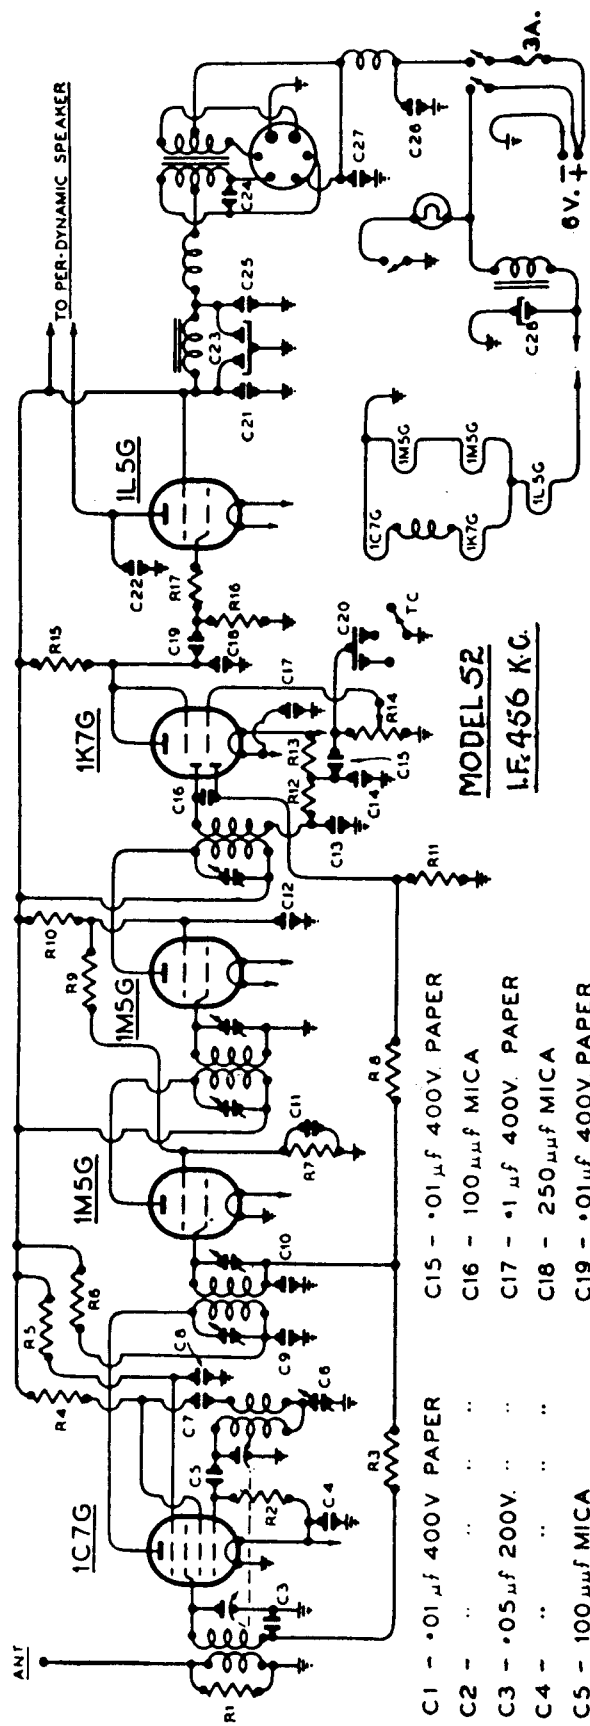 ANT
1C7G
1M5G
1M5G
1K7G
1L5G
TO PER-DYNAMIC SPEAKER
R1
C3
R2
C4
C5
R4
C7
C6
R5
R6
C8
C9
C10
R7
C11
R9
R10
C12
C16
C13
R12
R13
C14
C15
R14
C17
R15
C18
C19
R16
R17
C20
TC
C22
C21
C23
C25
C24
C27
C26
3A.
6V.
− +
C28
1C7G
1M5G
1K7G
1M5G
1L5G
R3
R8
R11
MODEL 52
I.F. 456 K.C.
C1 – ·01 µf 400V PAPER
C2 – .. .. .. ..
C3 – ·05 µf 200V. .. ..
C4 – .. .. .. ..
C5 – 100 µµf MICA
C15 – ·01 µf 400V. PAPER
C16 – 100 µµf MICA
C17 – ·1 µf 400V. PAPER
C18 – 250 µµf MICA
C19 – ·01 µf 400V. PAPER